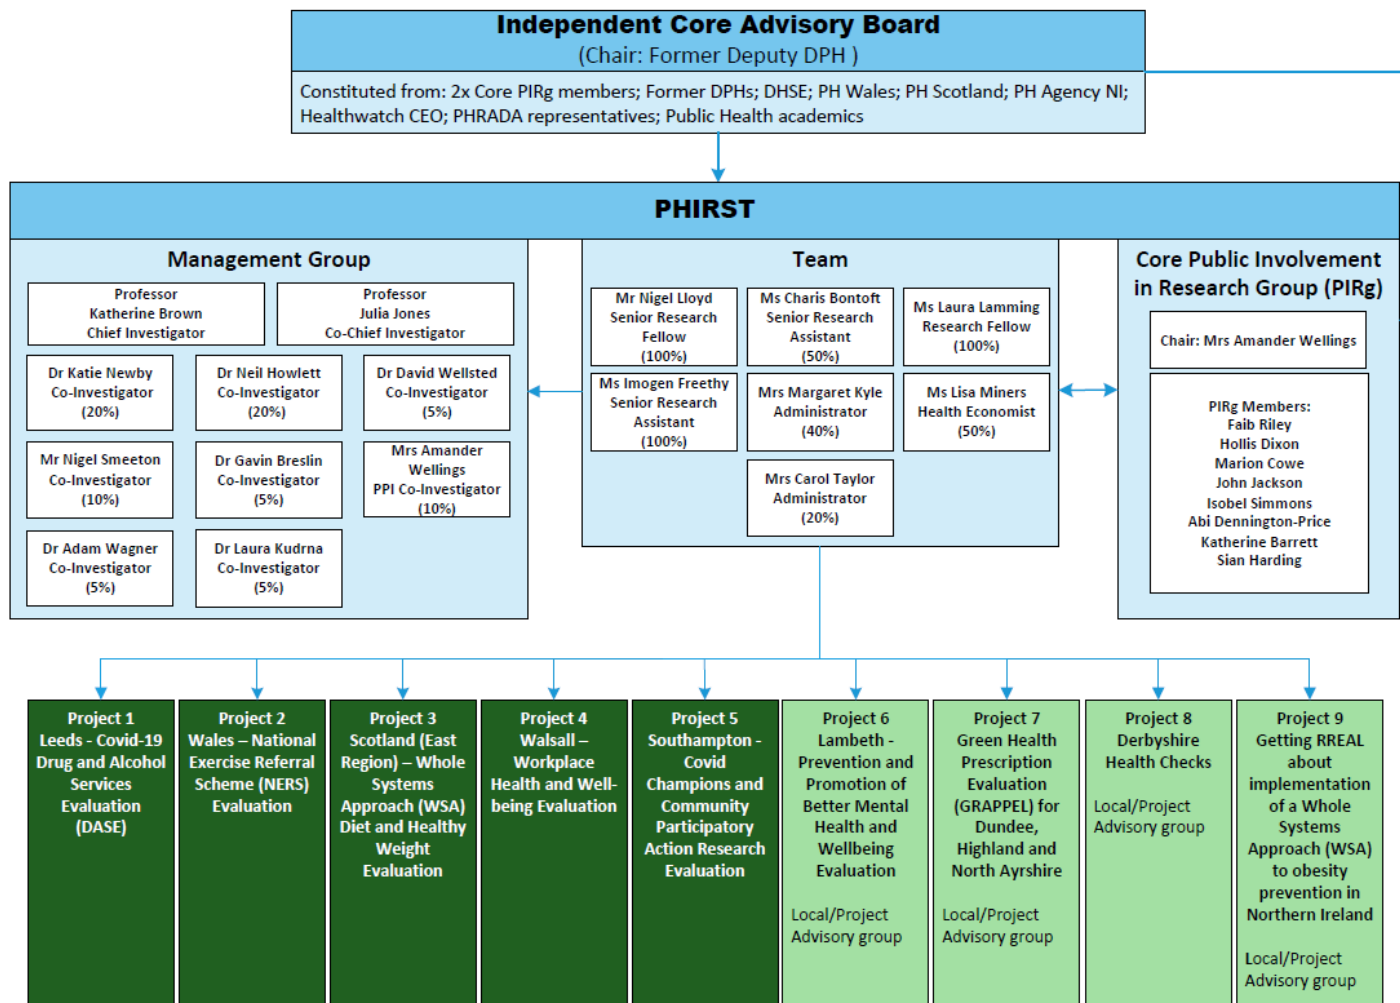 Independent Core Advisory Board
(Chair: Former Deputy DPH )
Constituted from: 2x Core PIRg members; Former DPHs; DHSE; PH Wales; PH Scotland; PH Agency NI;
Healthwatch CEO; PHRADA representatives; Public Health academics
PHIRST
Management Group
Professor
Katherine Brown
Chief Investigator
Professor
Julia Jones
Co-Chief Investigator
Dr Katie Newby
Co-Investigator
(20%)
Dr Neil Howlett
Co-Investigator
(20%)
Dr David Wellsted
Co-Investigator
(5%)
Mr Nigel Smeeton
Co-Investigator
(10%)
Dr Gavin Breslin
Co-Investigator
(5%)
Mrs Amander
Wellings
PPI Co-Investigator
(10%)
Dr Adam Wagner
Co-Investigator
(5%)
Dr Laura Kudrna
Co-Investigator
(5%)
Team
Mr Nigel Lloyd
Senior Research
Fellow
(100%)
Ms Charis Bontoft
Senior Research
Assistant
(50%)
Ms Laura Lamming
Research Fellow
(100%)
Ms Imogen Freethy
Senior Research
Assistant
(100%)
Mrs Margaret Kyle
Administrator
(40%)
Ms Lisa Miners
Health Economist
(50%)
Mrs Carol Taylor
Administrator
(20%)
Core Public Involvement
in Research Group (PIRg)
Chair: Mrs Amander Wellings
PIRg Members:
Faib Riley
Hollis Dixon
Marion Cowe
John Jackson
Isobel Simmons
Abi Dennington-Price
Katherine Barrett
Sian Harding
Project 1
Leeds - Covid-19
Drug and Alcohol
Services
Evaluation
(DASE)
Project 2
Wales – National
Exercise Referral
Scheme (NERS)
Evaluation
Project 3
Scotland (East
Region) – Whole
Systems
Approach (WSA)
Diet and Healthy
Weight
Evaluation
Project 4
Walsall –
Workplace
Health and Well-
being Evaluation
Project 5
Southampton -
Covid
Champions and
Community
Participatory
Action Research
Evaluation
Project 6
Lambeth -
Prevention and
Promotion of
Better Mental
Health and
Wellbeing
Evaluation
Local/Project
Advisory group
Project 7
Green Health
Prescription
Evaluation
(GRAPPEL) for
Dundee,
Highland and
North Ayrshire
Local/Project
Advisory group
Project 8
Derbyshire
Health Checks
Local/Project
Advisory group
Project 9
Getting RREAL
about
implementation
of a Whole
Systems
Approach (WSA)
to obesity
prevention in
Northern Ireland
Local/Project
Advisory group